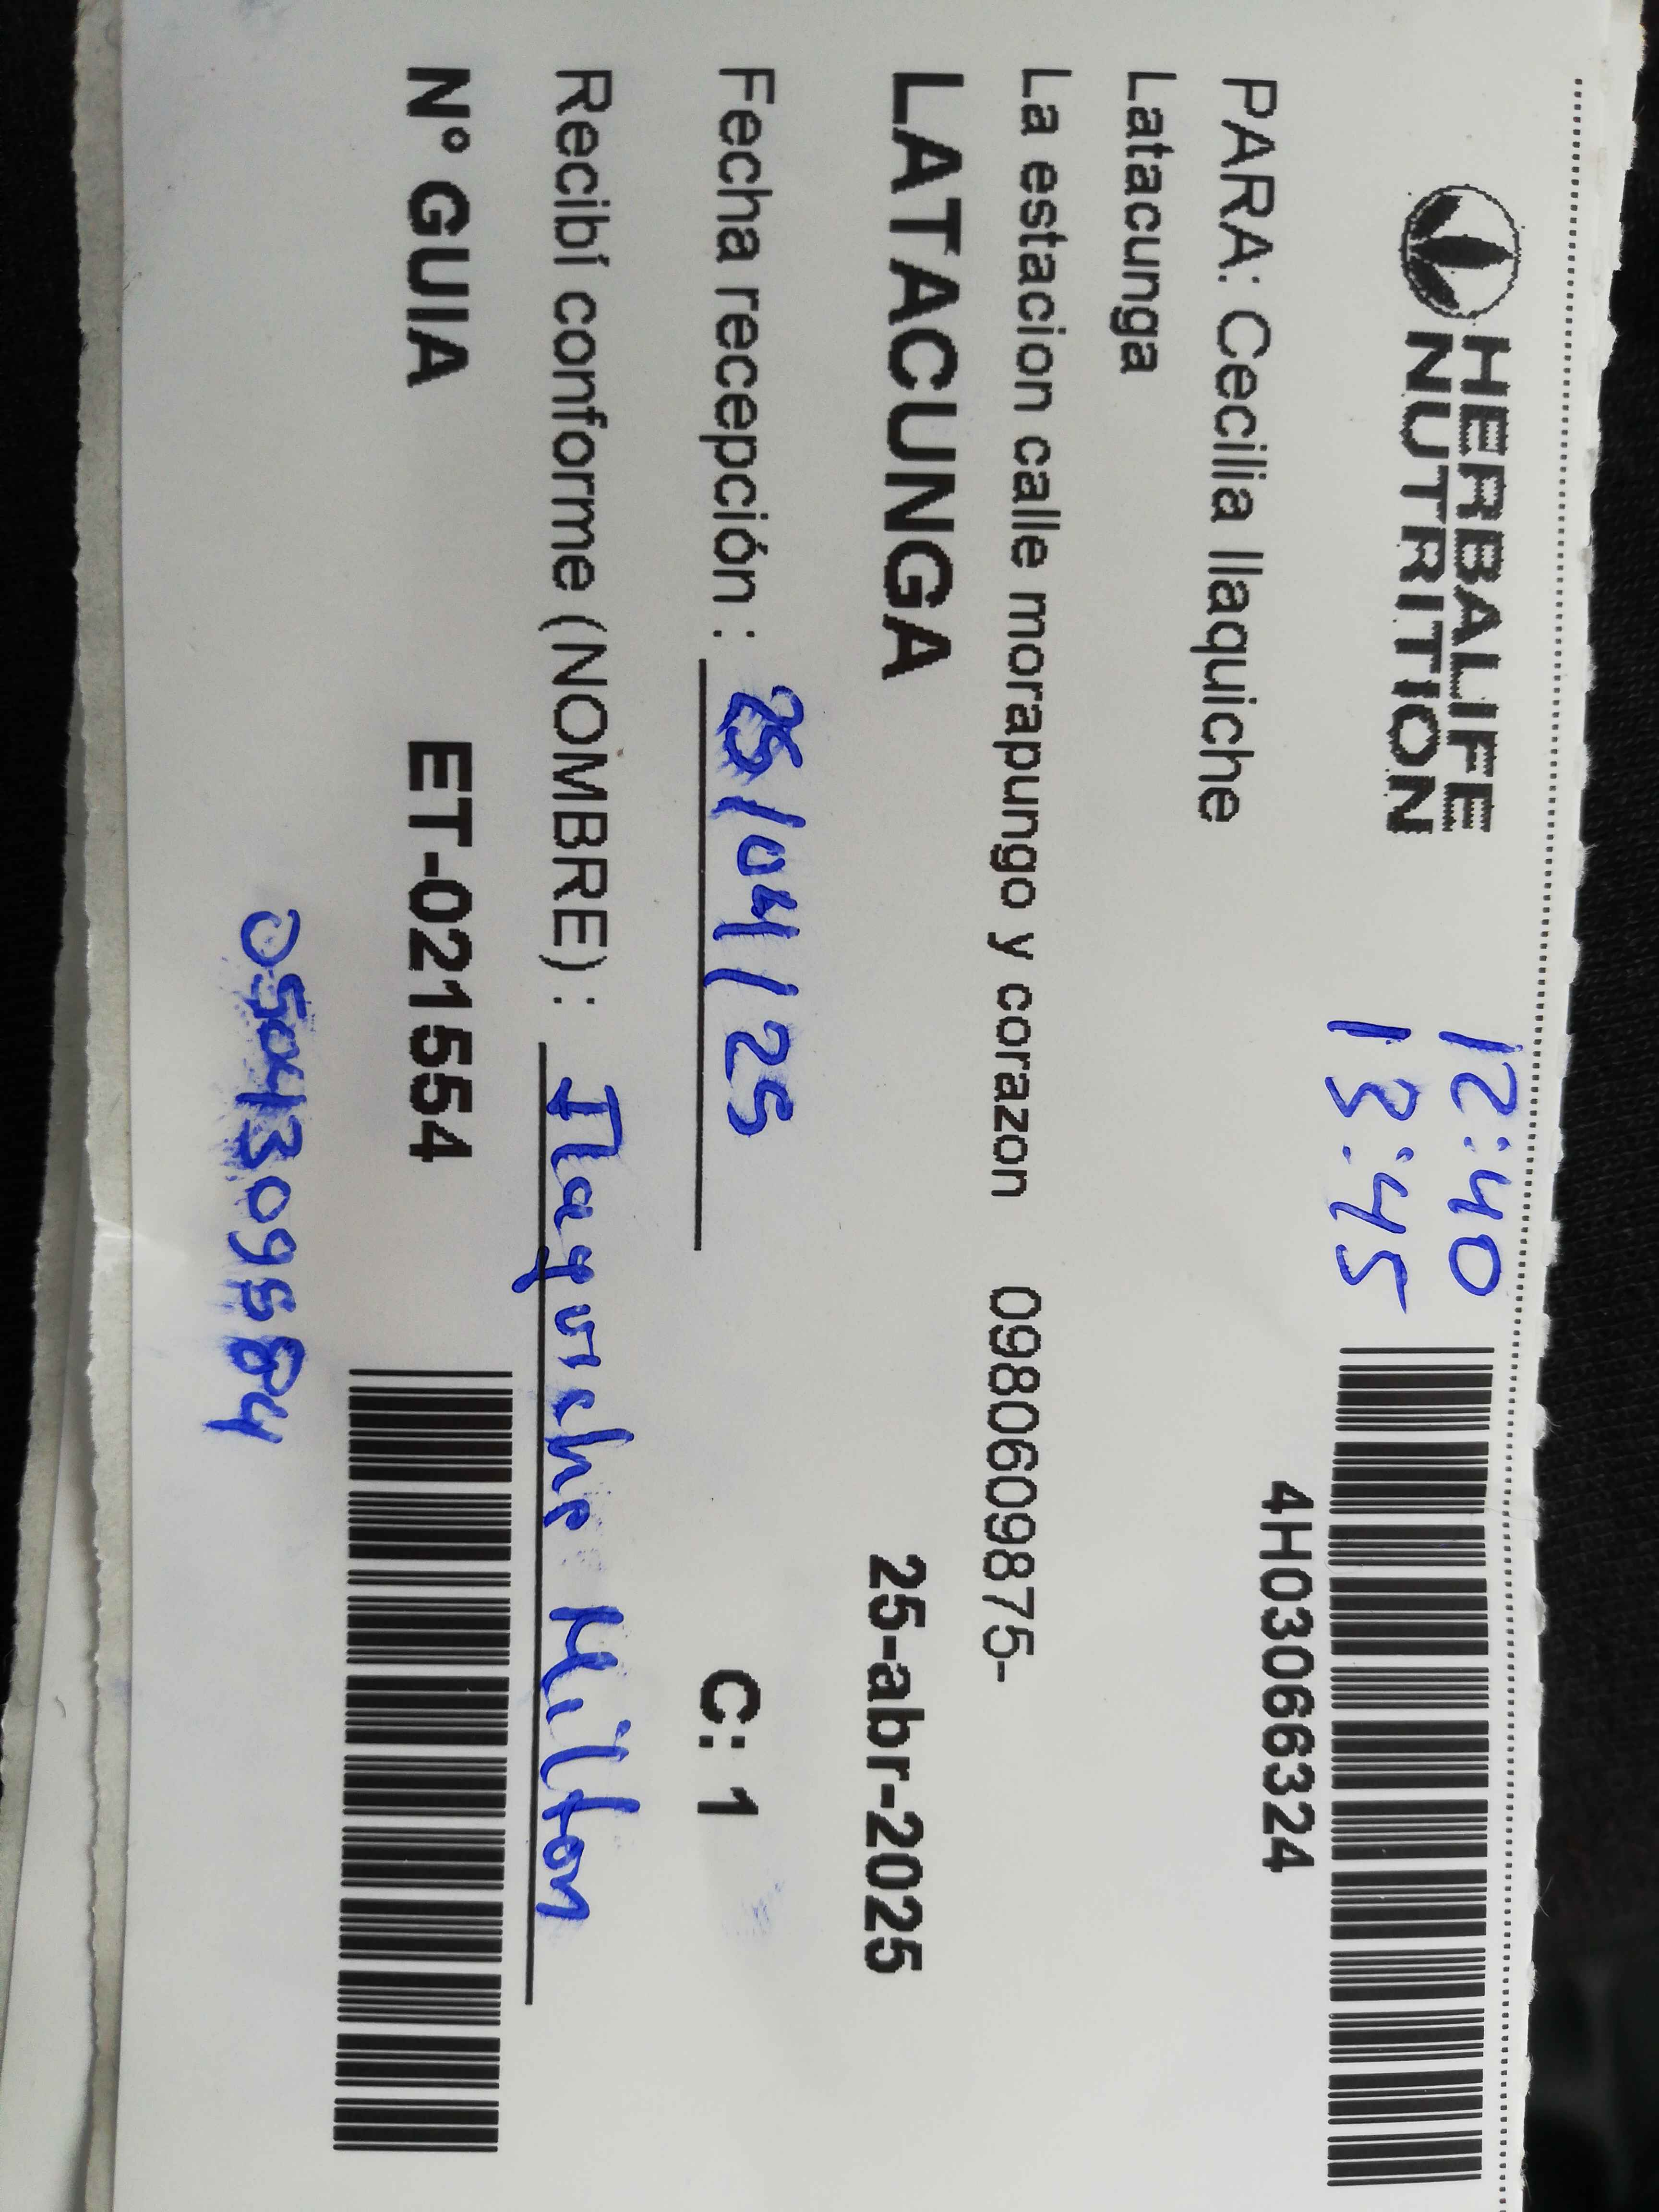 HERBALIFE
NUTRITION
12:40
13:45
4H03066324
PARA: Cecilia llaquiche
Latacunga
La estacion calle morapungo y corazon 0980609875-
LATACUNGA 25-abr-2025
Fecha recepción : 25/04/25 C: 1
Recibí conforme (NOMBRE) : Ilaquiche Milton
N° GUIA ET-021554
0504309584